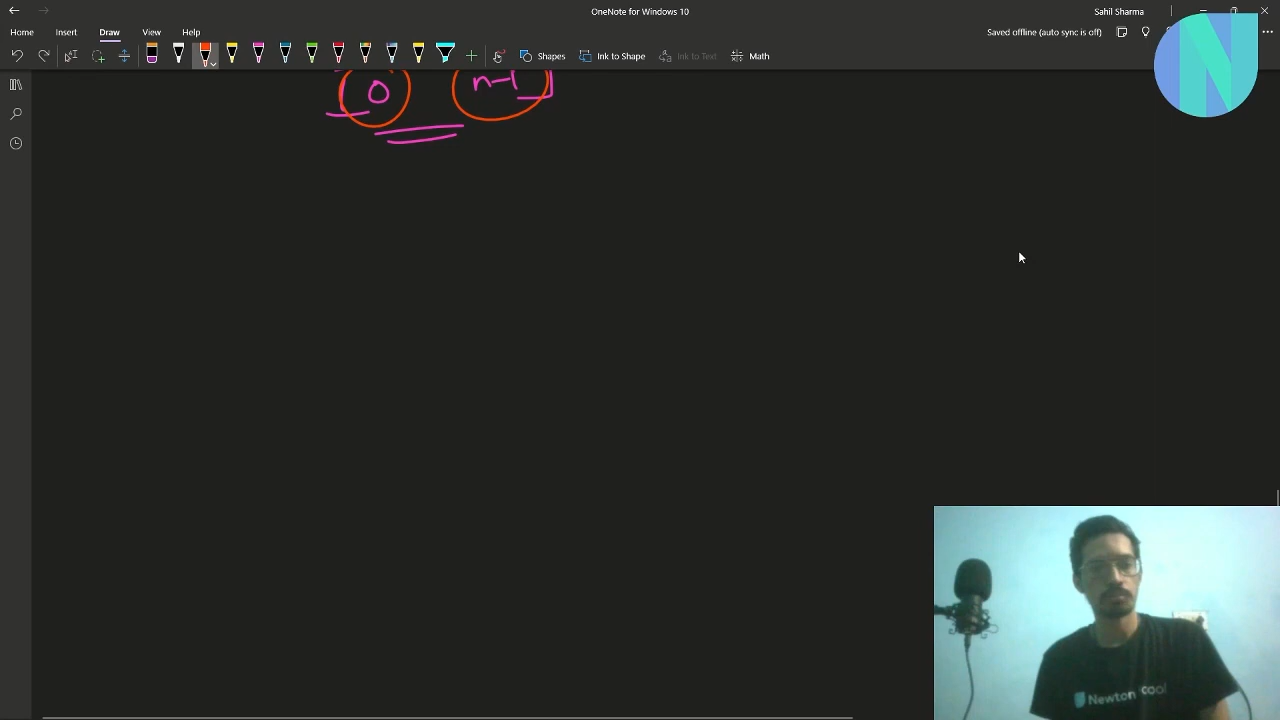 OneNote for Windows 10
Sahil Sharma
Home Insert Draw View Help
Saved offline (auto sync is off)
Shapes Ink to Shape Ink to Text Math
0 n-1
Newton